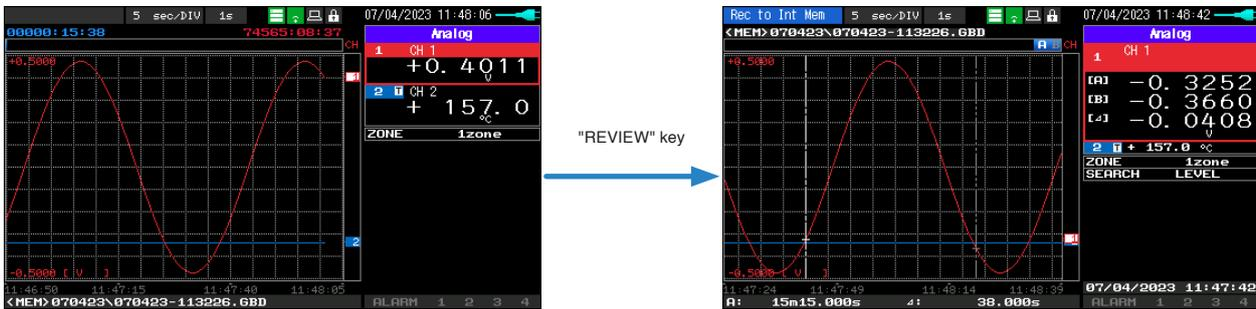 5 sec/DIV 1s 07/04/2023 11:48:06
00000:15:38 74565:08:37
CH
Analog
+0.5000
1 CH 1
+0. 4011
V
1
2 T CH 2
+ 157. 0
°C
ZONE 1zone
2
-0.5000 [ V ]
11:46:50 11:47:15 11:47:40 11:48:05
<MEM>070423\070423-113226.GBD
ALARM 1 2 3 4
"REVIEW" key
Rec to Int Mem 5 sec/DIV 1s 07/04/2023 11:48:42
<MEM>070423\070423-113226.GBD
A B CH
Analog
+0.5000
1 CH 1
[A] -0. 3252
[B] -0. 3660
[⊿] -0. 0408
V
2 T + 157.0 °C
ZONE 1zone
SEARCH LEVEL
1
-0.5000 [ V ]
11:47:24 11:47:49 11:48:14 11:48:39
07/04/2023 11:47:42
A: 15m15.000s ⊿: 38.000s
ALARM 1 2 3 4